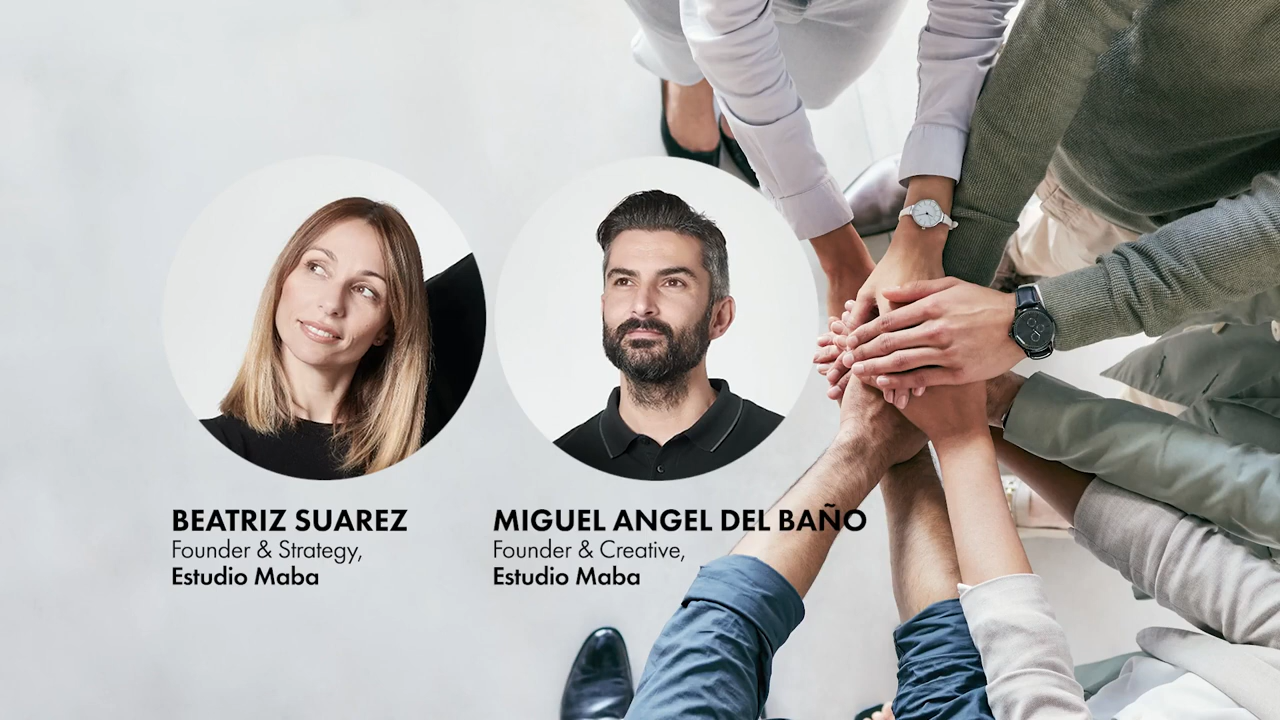 BEATRIZ SUAREZ
Founder & Strategy,
Estudio Maba
MIGUEL ANGEL DEL BAÑO
Founder & Creative,
Estudio Maba